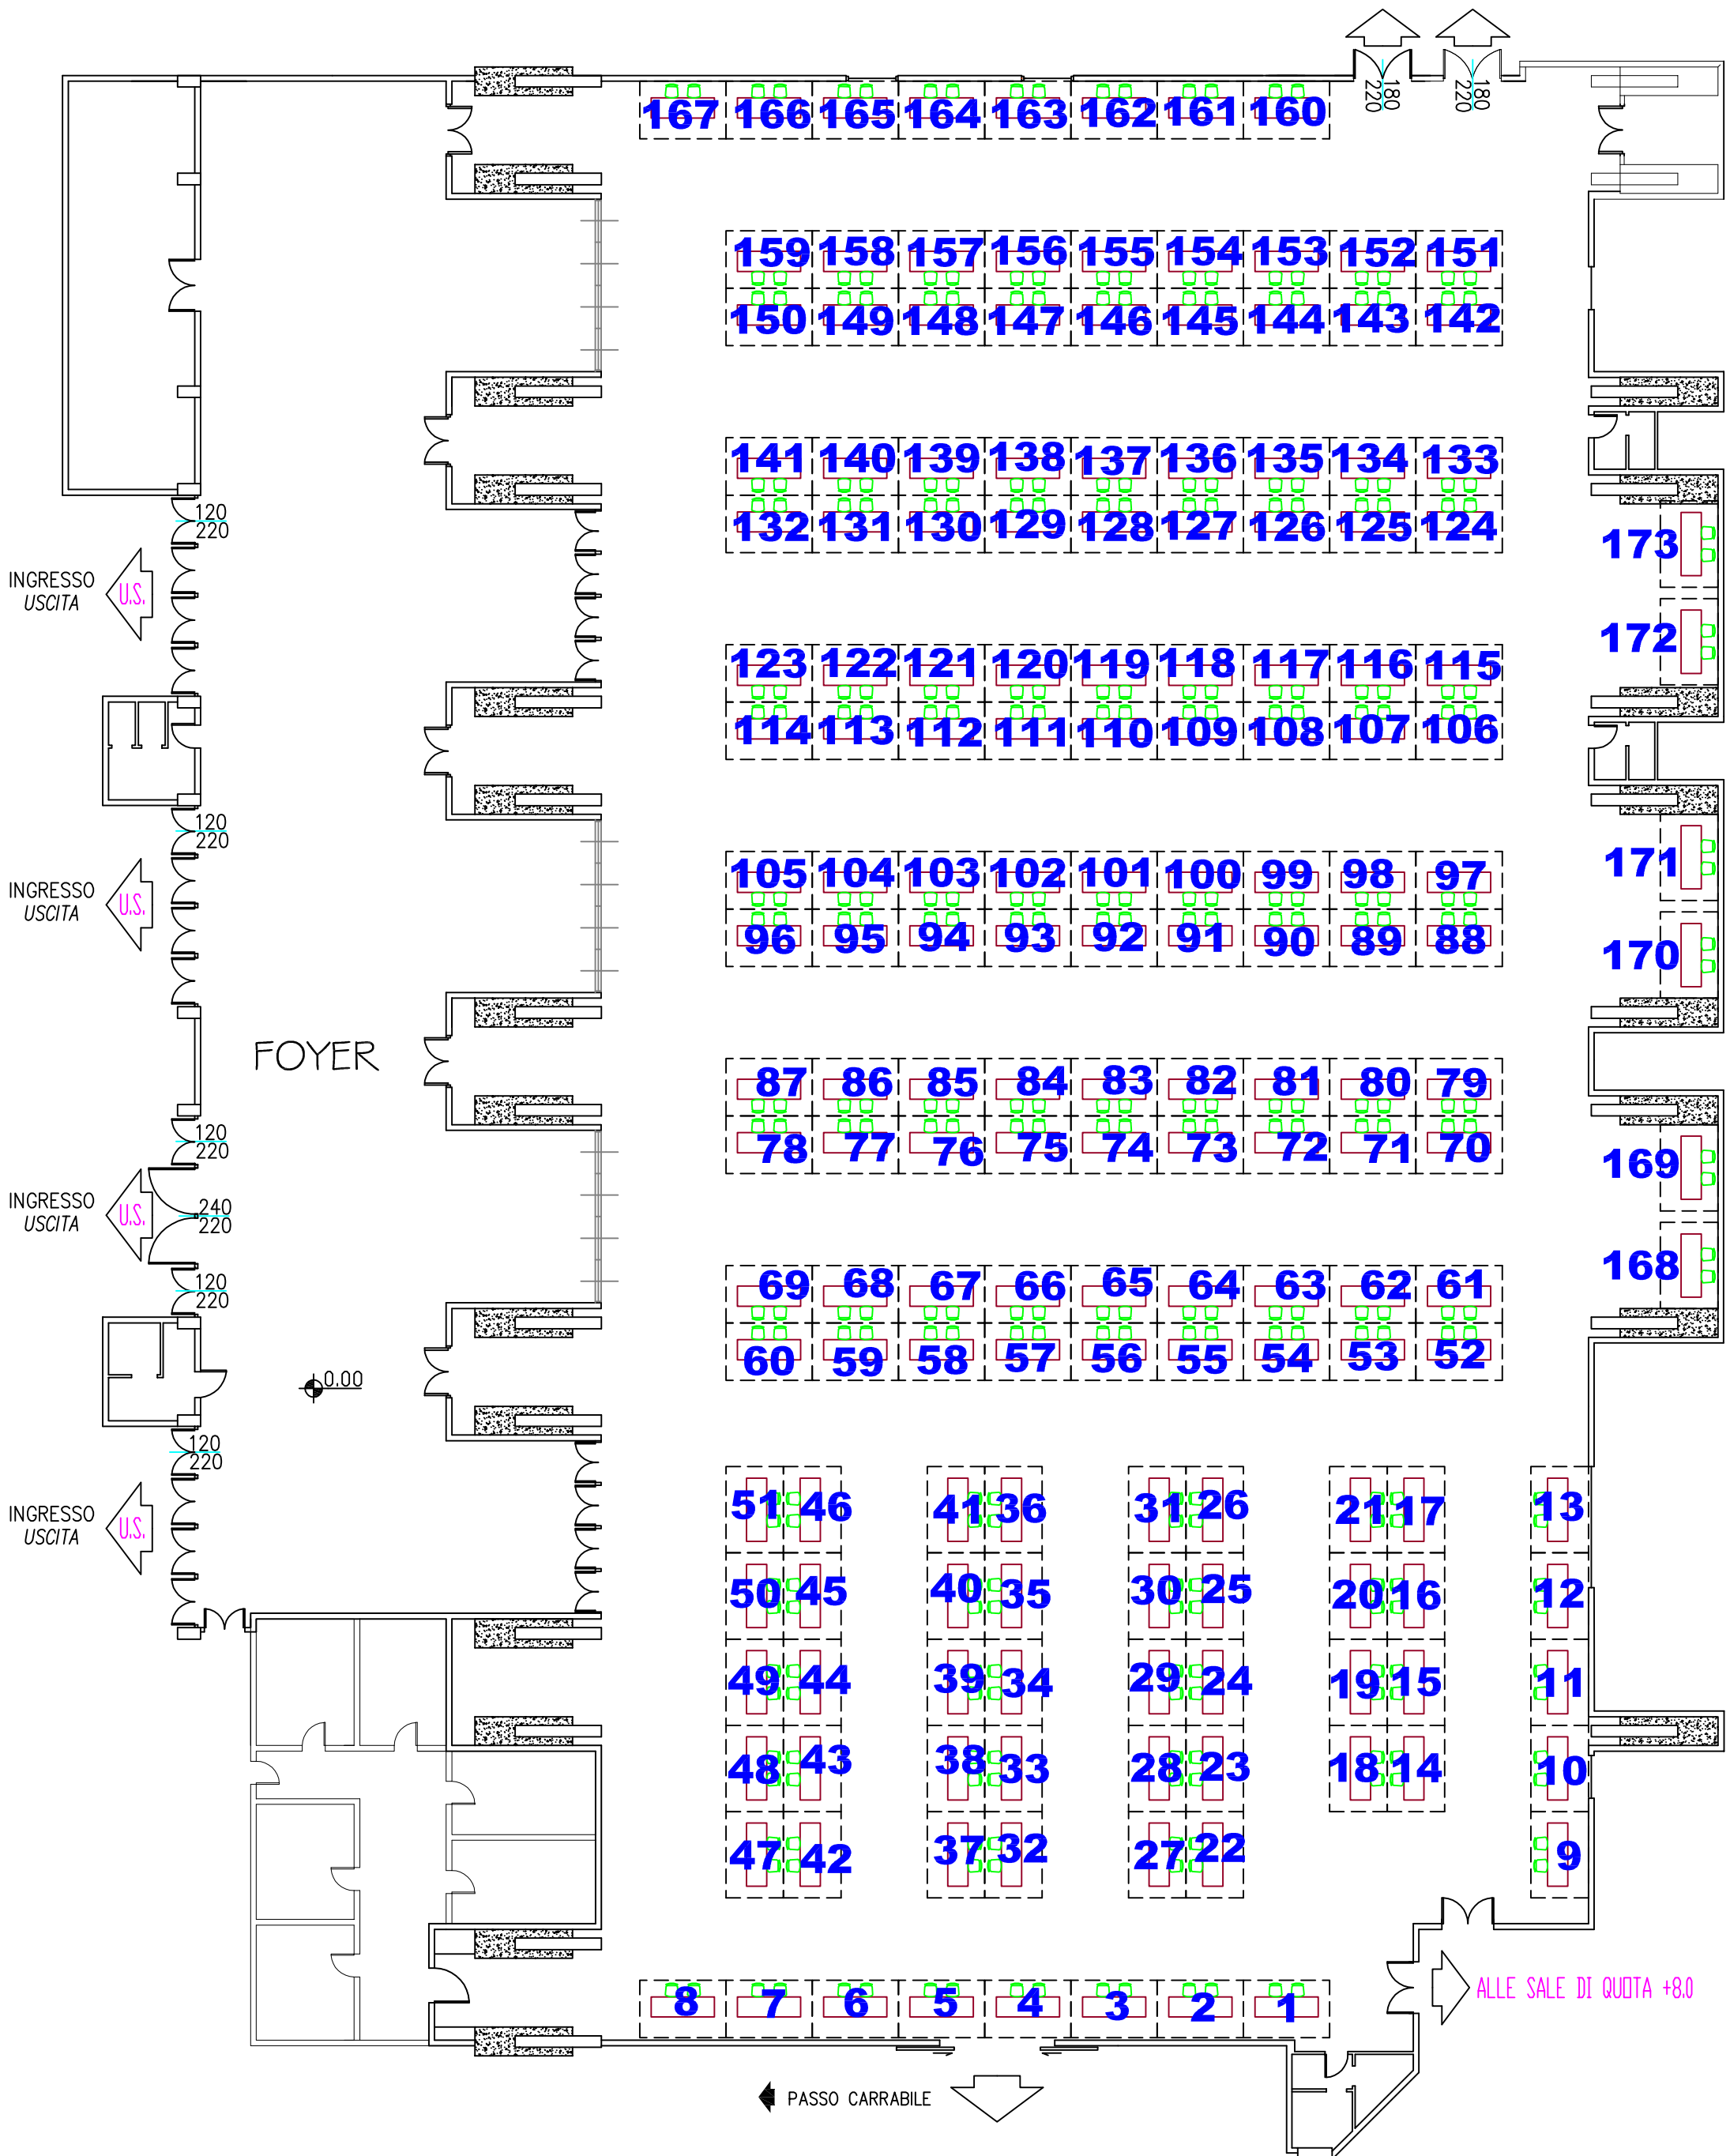 180
220
180
220
167 166 165 164 163 162 161 160
159 158 157 156 155 154 153 152 151
150 149 148 147 146 145 144 143 142
141 140 139 138 137 136 135 134 133
132 131 130 129 128 127 126 125 124
120
220
173
INGRESSO
USCITA
U.S.
172
123 122 121 120 119 118 117 116 115
114 113 112 111 110 109 108 107 106
120
220
171
105 104 103 102 101 100 99 98 97
INGRESSO
USCITA
U.S.
96 95 94 93 92 91 90 89 88
170
FOYER
87 86 85 84 83 82 81 80 79
78 77 76 75 74 73 72 71 70
120
220
169
INGRESSO
USCITA
U.S.
240
220
168
120
220
69 68 67 66 65 64 63 62 61
60 59 58 57 56 55 54 53 52
0.00
120
220
INGRESSO
USCITA
U.S.
51 46 41 36 31 26 21 17 13
50 45 40 35 30 25 20 16 12
49 44 39 34 29 24 19 15 11
48 43 38 33 28 23 18 14 10
47 42 37 32 27 22 9
8 7 6 5 4 3 2 1
ALLE SALE DI QUOTA +8.0
PASSO CARRABILE